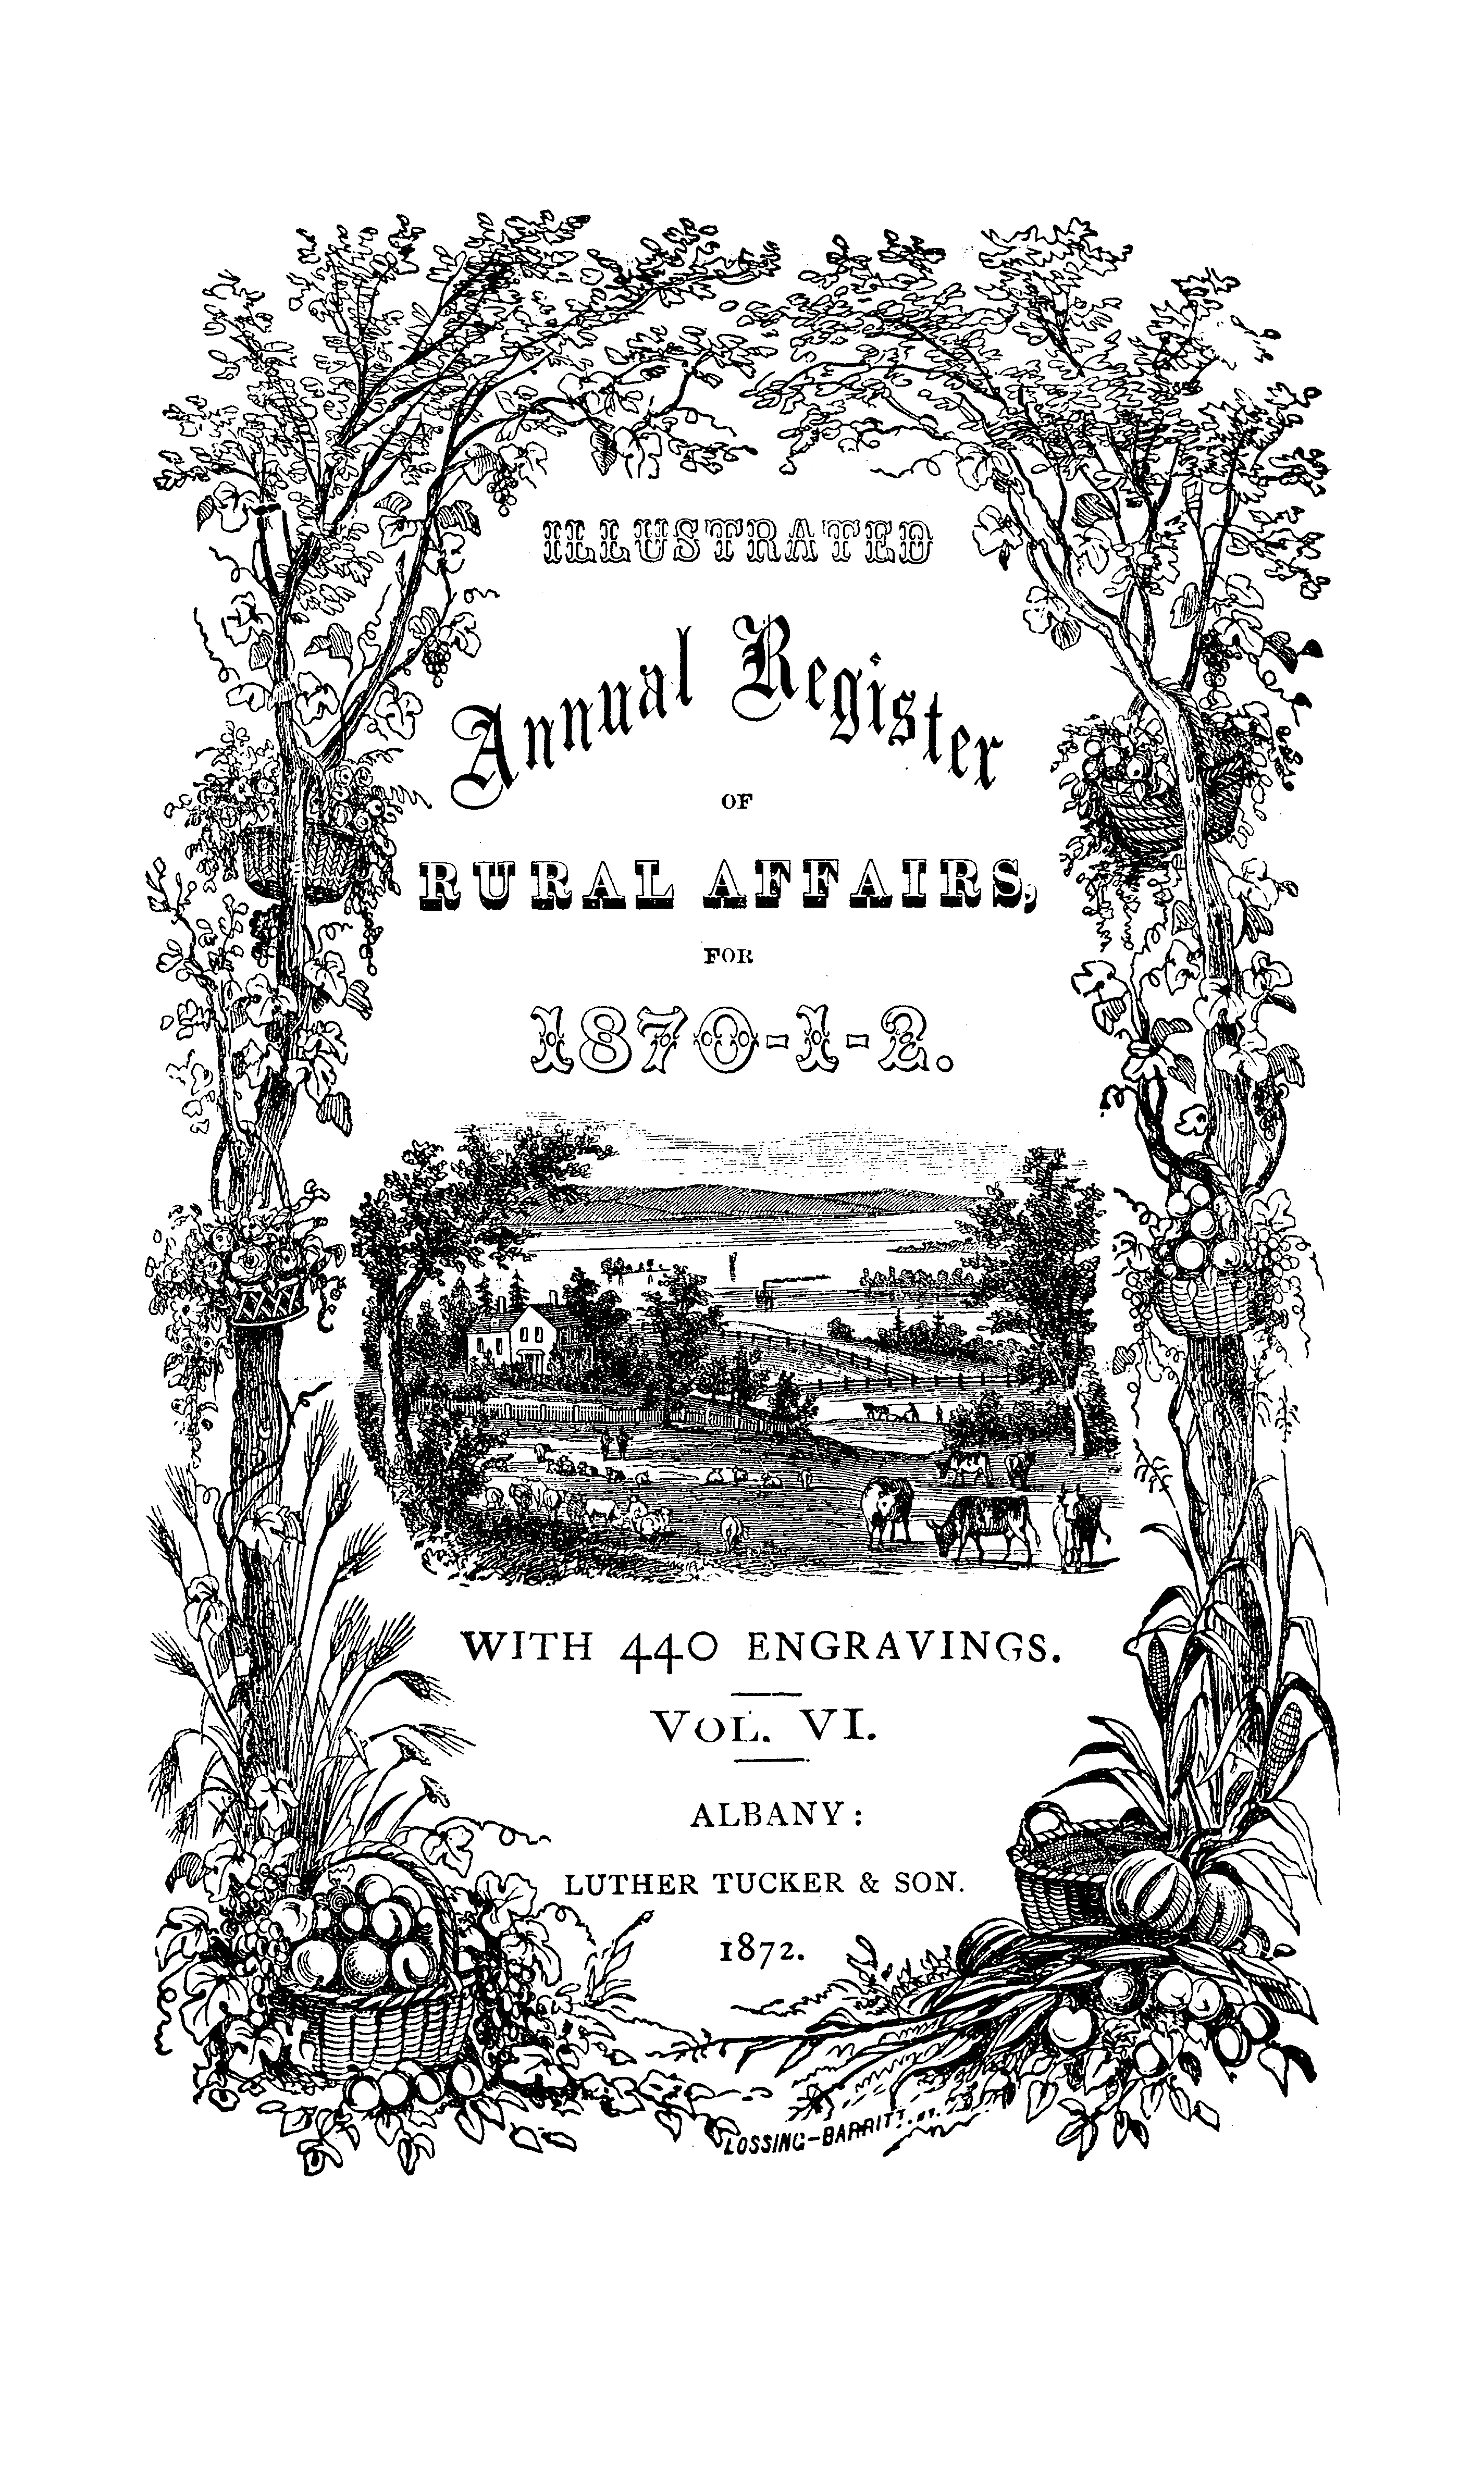 ILLUSTRATED
Annual Register
OF
RURAL AFFAIRS,
FOR
1870-1-2.
WITH 440 ENGRAVINGS.
VOL. VI.
ALBANY:
LUTHER TUCKER & SON.
1872.
LOSSING-BARRITT.